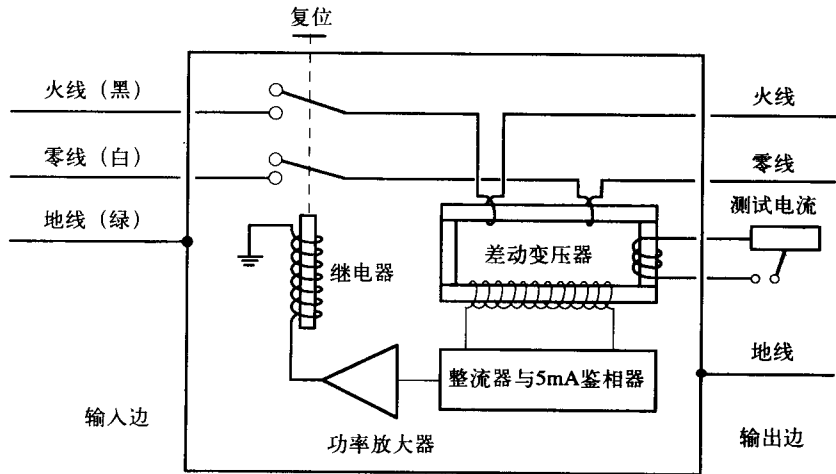 复位
火线（黑）
火线
零线（白）
零线
地线（绿）
测试电流
差动变压器
继电器
整流器与5mA鉴相器
地线
输入边
功率放大器
输出边